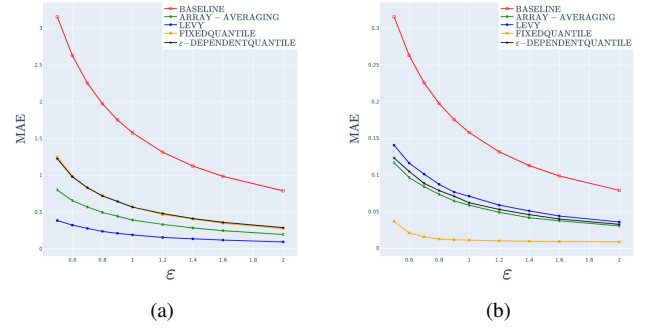 BASELINE
ARRAY − AVERAGING
LEVY
FIXEDQUANTILE
ε−DEPENDENTQUANTILE
3
2.5
2
1.5
1
0.5
0
MAE
0.6 0.8 1 1.2 1.4 1.6 1.8 2
ε
(a)
BASELINE
ARRAY − AVERAGING
LEVY
FIXEDQUANTILE
ε−DEPENDENTQUANTILE
0.3
0.25
0.2
0.15
0.1
0.05
0
MAE
0.6 0.8 1 1.2 1.4 1.6 1.8 2
ε
(b)